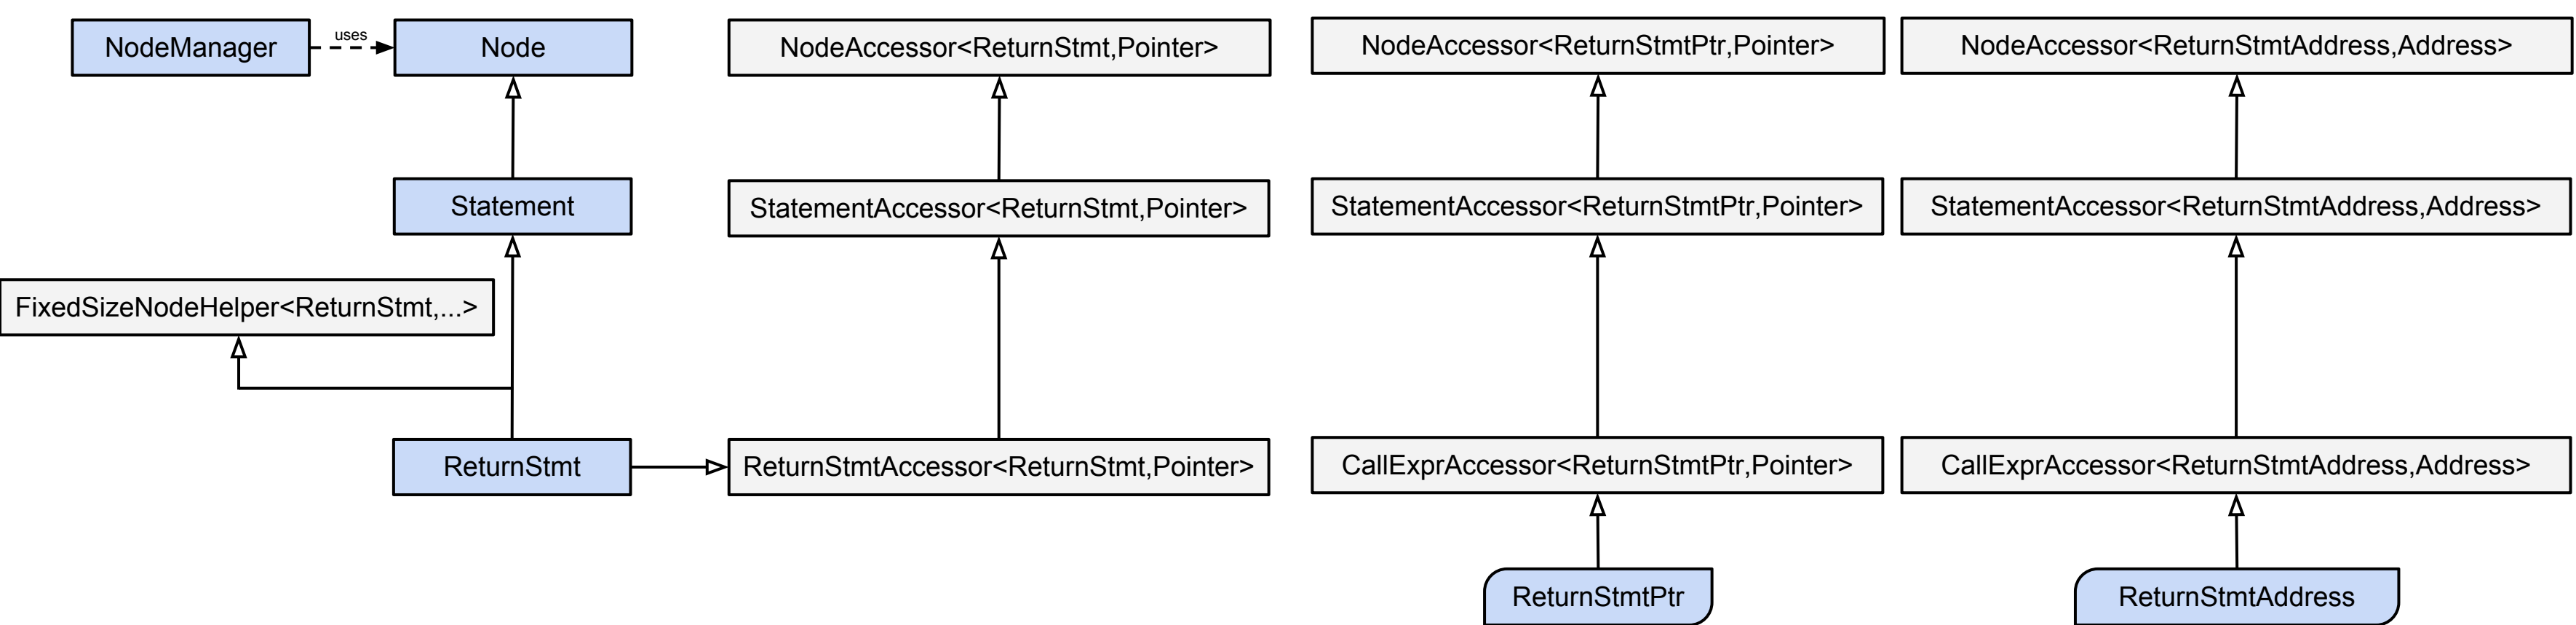 NodeManager
uses
Node
NodeAccessor<ReturnStmt,Pointer>
NodeAccessor<ReturnStmtPtr,Pointer>
NodeAccessor<ReturnStmtAddress,Address>
Statement
StatementAccessor<ReturnStmt,Pointer>
StatementAccessor<ReturnStmtPtr,Pointer>
StatementAccessor<ReturnStmtAddress,Address>
FixedSizeNodeHelper<ReturnStmt,...>
ReturnStmt
ReturnStmtAccessor<ReturnStmt,Pointer>
CallExprAccessor<ReturnStmtPtr,Pointer>
CallExprAccessor<ReturnStmtAddress,Address>
ReturnStmtPtr
ReturnStmtAddress